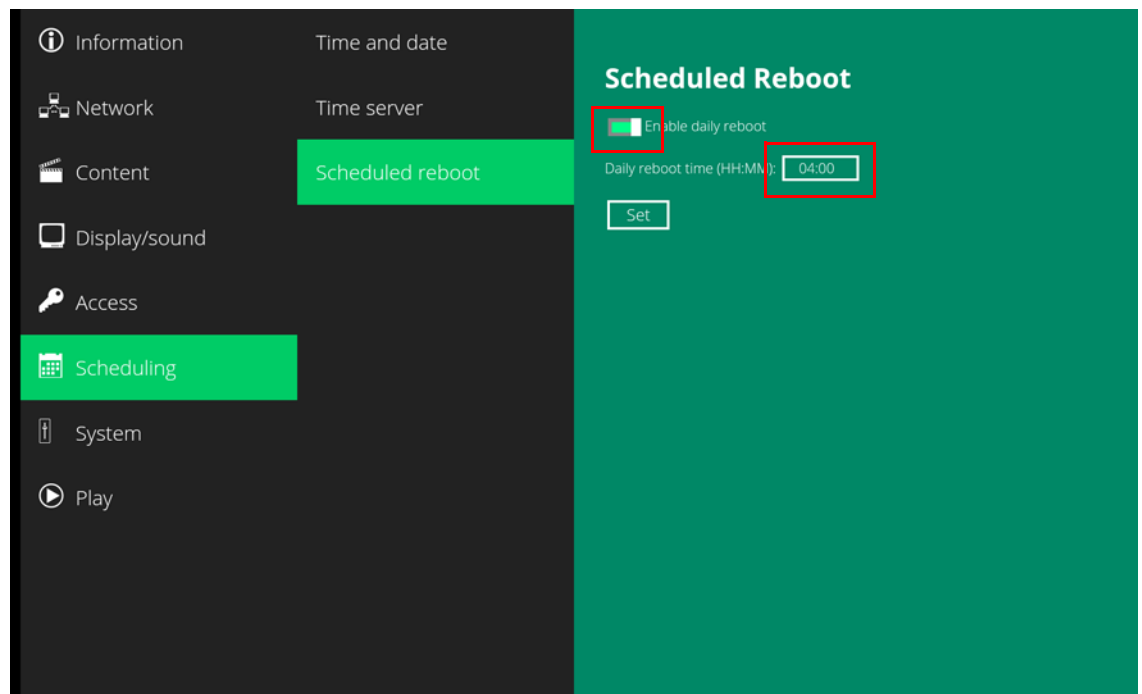 Information
Network
Content
Display/sound
Access
Scheduling
System
Play
Time and date
Time server
Scheduled reboot
Scheduled Reboot
Enable daily reboot
Daily reboot time (HH:MM): 04:00
Set